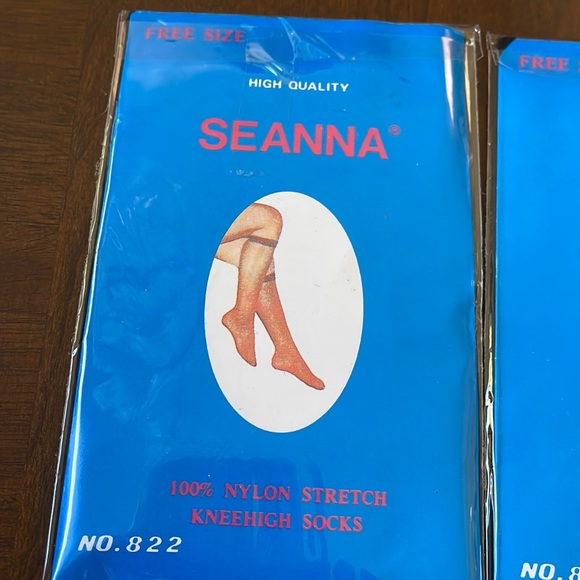 FREE SIZE
HIGH QUALITY
SEANNA®
100% NYLON STRETCH
KNEEHIGH SOCKS
NO.822
FREE
NO.8